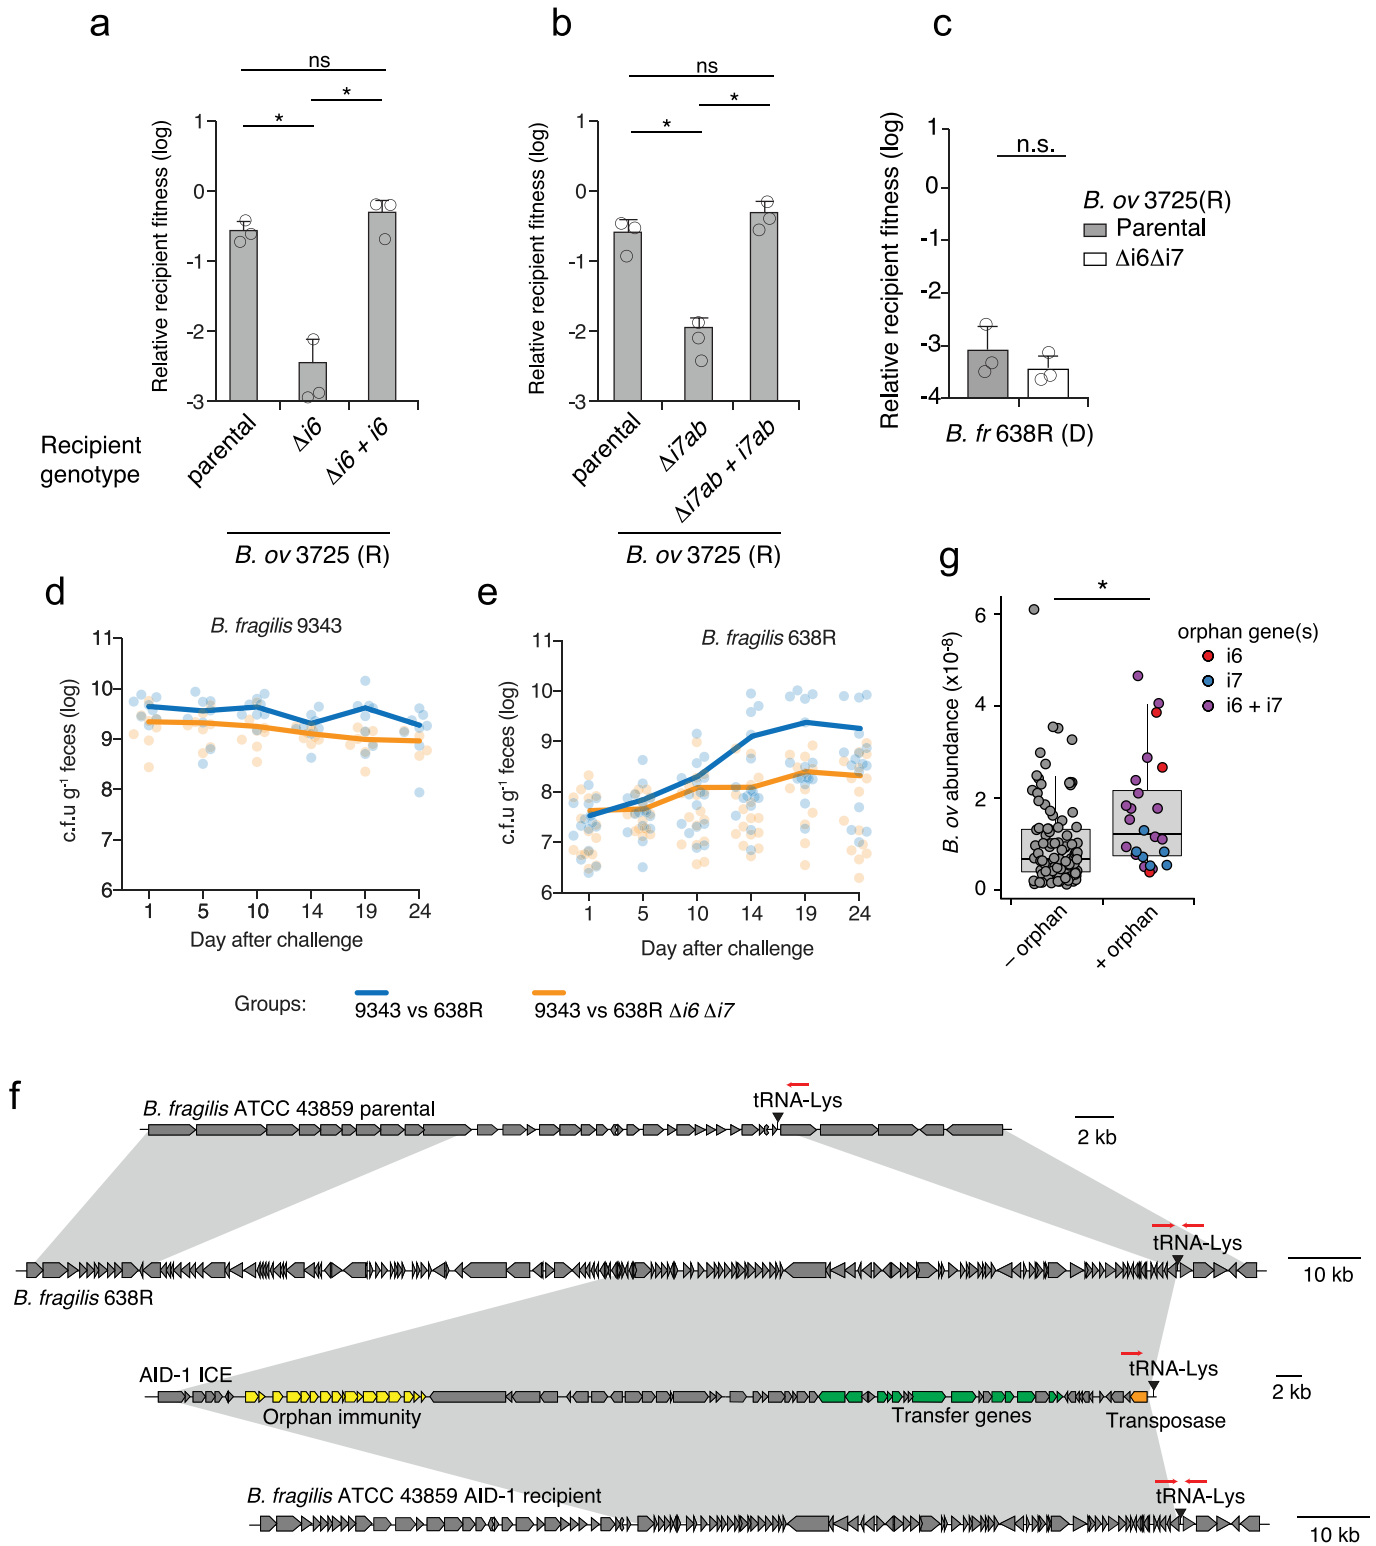 a
ns
*
*
Relative recipient fitness (log)
1
0
-1
-2
-3
Recipient
genotype
parental
Δi6
Δi6 + i6
B. ov 3725 (R)
b
ns
*
*
Relative recipient fitness (log)
1
0
-1
-2
-3
parental
Δi7ab
Δi7ab + i7ab
B. ov 3725 (R)
c
n.s.
Relative recipient fitness (log)
1
0
-1
-2
-3
-4
B. fr 638R (D)
B. ov 3725(R)
Parental
Δi6Δi7
d
B. fragilis 9343
c.f.u g⁻¹ feces (log)
11
10
9
8
7
6
1 5 10 14 19 24
Day after challenge
e
B. fragilis 638R
c.f.u g⁻¹ feces (log)
11
10
9
8
7
6
1 5 10 14 19 24
Day after challenge
Groups:
9343 vs 638R
9343 vs 638R Δi6 Δi7
g
*
B. ov abundance (x10⁻⁸)
6
4
2
0
– orphan
+ orphan
orphan gene(s)
i6
i7
i6 + i7
f
B. fragilis ATCC 43859 parental
tRNA-Lys
2 kb
tRNA-Lys
10 kb
B. fragilis 638R
AID-1 ICE
tRNA-Lys
2 kb
Orphan immunity
Transfer genes
Transposase
B. fragilis ATCC 43859 AID-1 recipient
tRNA-Lys
10 kb